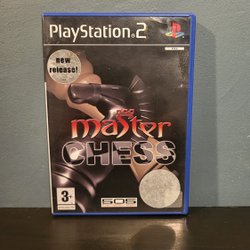 PlayStation®2
new
release!
master
CHESS
3+
SOS